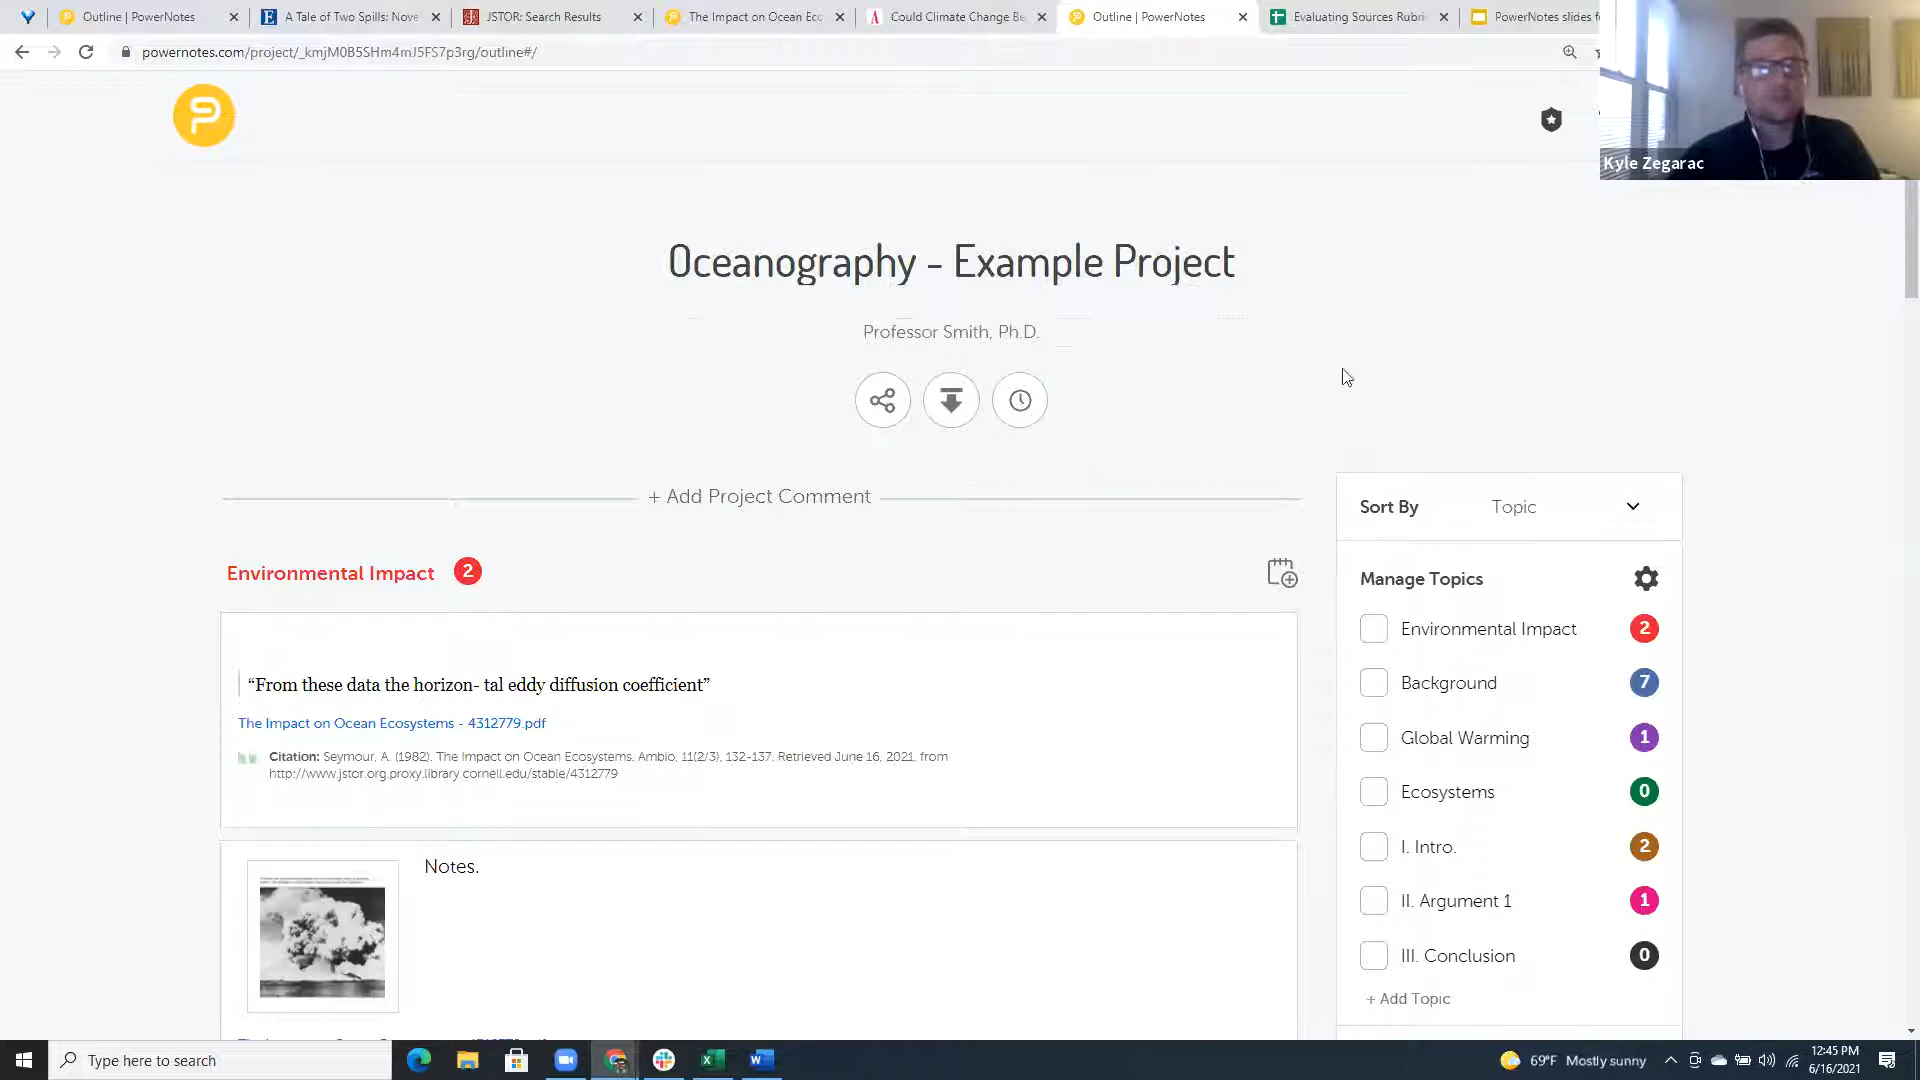 Outline | PowerNotes
A Tale of Two Spills: Nove
JSTOR: Search Results
The Impact on Ocean Ec
Could Climate Change Be
Outline | PowerNotes
Evaluating Sources Rubri
PowerNotes slides f
powernotes.com/project/_kmjM0B5SHm4mJ5FS7p3rg/outline#/
Kyle Zegarac
Oceanography - Example Project
Professor Smith, Ph.D.
+ Add Project Comment
Sort By Topic
Environmental Impact 2
Manage Topics
Environmental Impact 2
Background 7
Global Warming 1
Ecosystems 0
I. Intro. 2
II. Argument 1 1
III. Conclusion 0
+ Add Topic
“From these data the horizon- tal eddy diffusion coefficient”
The Impact on Ocean Ecosystems - 4312779.pdf
Citation: Seymour, A. (1982). The Impact on Ocean Ecosystems. Ambio, 11(2/3), 132-137, Retrieved June 16, 2021, from
http://www.jstor.org.proxy.library.cornell.edu/stable/4312779
Notes.
Type here to search
69°F Mostly sunny
12:45 PM
6/16/2021